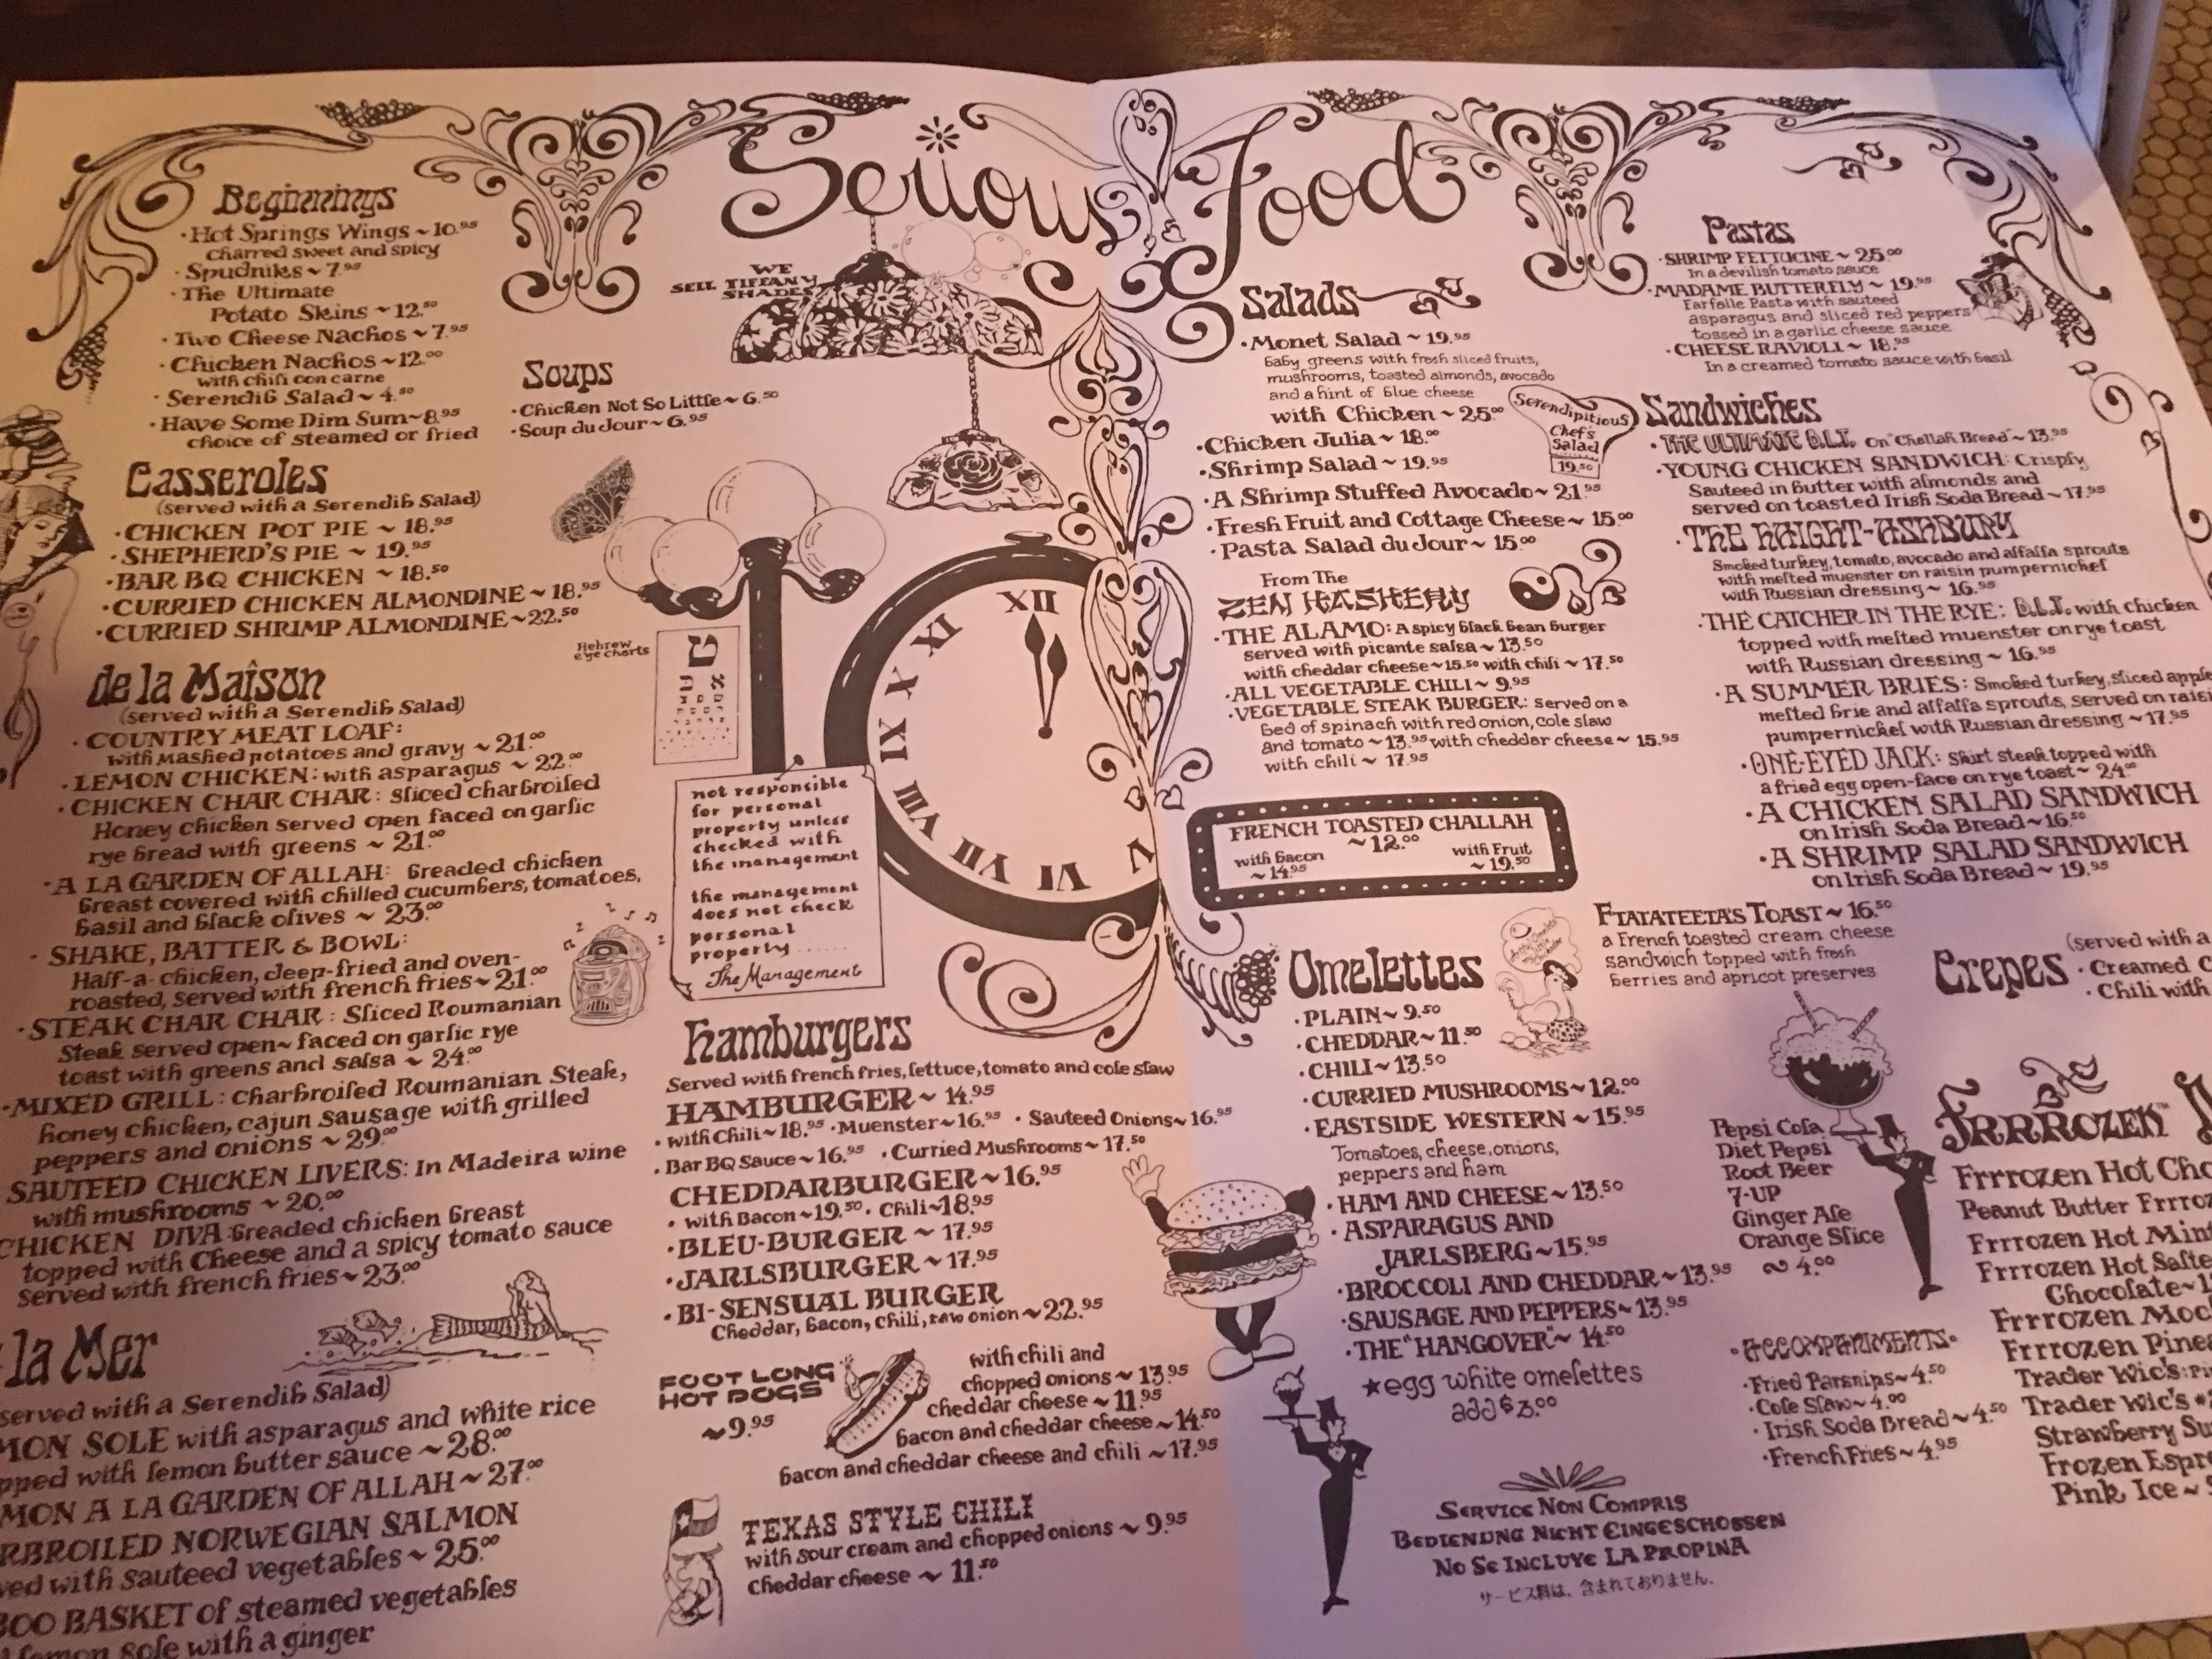 Serious Food
Beginnings
·Hot Springs Wings ~ 10.95
Charred sweet and spicy
·Spudniks ~ 7.95
·The Ultimate
Potato Skins ~ 12.50
·Two Cheese Nachos ~ 7.95
·Chicken Nachos ~ 12.00
with chili con carne
·Serendib Salad ~ 4.50
·Have Some Dim Sum ~ 8.95
choice of steamed or fried
Soups
·Chicken Not So Little ~ 6.50
·Soup du Jour ~ 6.95
WE
SELL TIFFANY
SHADES
Casseroles
(served with a Serendib Salad)
·CHICKEN POT PIE ~ 18.95
·SHEPHERD'S PIE ~ 19.95
·BAR BQ CHICKEN ~ 18.50
·CURRIED CHICKEN ALMONDINE ~ 18.95
·CURRIED SHRIMP ALMONDINE ~ 22.50
Hebrew
eye charts
de la Maîson
(served with a Serendib Salad)
·COUNTRY MEAT LOAF:
with mashed potatoes and gravy ~ 21.00
·LEMON CHICKEN: with asparagus ~ 22.00
·CHICKEN CHAR CHAR: Sliced charbroiled
Honey chicken served open faced on garlic
rye bread with greens ~ 21.00
·A LA GARDEN OF ALLAH: breaded chicken
breast covered with chilled cucumbers, tomatoes,
basil and black olives ~ 23.00
·SHAKE, BATTER & BOWL:
Half-a-chicken, deep-fried and oven-
roasted, served with french fries ~ 21.00
·STEAK CHAR CHAR: Sliced Roumanian
Steak served open~faced on garlic rye
toast with greens and salsa ~ 24.00
·MIXED GRILL: Charbroiled Roumanian Steak,
honey chicken, cajun sausage with grilled
peppers and onions ~ 29.00
SAUTEED CHICKEN LIVERS: In Madeira wine
with mushrooms ~ 20.00
CHICKEN DIVA breaded chicken breast
topped with Cheese and a spicy tomato sauce
Served with french fries ~ 23.00
la Mer
served with a Serendib Salad)
MON SOLE with asparagus and white rice
pped with lemon butter sauce ~ 28.00
MON A LA GARDEN OF ALLAH ~ 27.00
RBROILED NORWEGIAN SALMON
ved with sauteed vegetables ~ 25.00
BOO BASKET of steamed vegetables
lemon sole with a ginger
XII
IX
X
XI
III
VIII
VII
VI
V
not responsible
for personal
property unless
checked with
the management
the management
does not check
personal
property......
The Management
Hamburgers
Served with french fries, lettuce, tomato and cole slaw
HAMBURGER ~ 14.95
·with Chili ~ 18.95 ·Muenster ~ 16.95 ·Sauteed Onions ~ 16.95
·Bar BQ Sauce ~ 16.95 ·Curried Mushrooms ~ 17.50
CHEDDARBURGER ~ 16.95
·with Bacon ~ 19.50 ·Chili ~ 18.95
·BLEU-BURGER ~ 17.95
·JARLSBURGER ~ 17.95
·BI-SENSUAL BURGER
Cheddar, bacon, chili, raw onion ~ 22.95
FOOT LONG
HOT DOGS
~ 9.95
with chili and
chopped onions ~ 13.95
cheddar cheese ~ 11.95
bacon and cheddar cheese ~ 14.50
bacon and cheddar cheese and chili ~ 17.95
TEXAS STYLE CHILI
with sour cream and chopped onions ~ 9.95
cheddar cheese ~ 11.50
Salads
·Monet Salad ~ 19.95
baby greens with fresh sliced fruits,
mushrooms, toasted almonds, avocado
and a hint of blue cheese
with Chicken ~ 25.00
·Chicken Julia ~ 18.00
·Shrimp Salad ~ 19.95
·A Shrimp Stuffed Avocado ~ 21.95
·Fresh Fruit and Cottage Cheese ~ 15.00
·Pasta Salad du Jour ~ 15.00
Serendipitious
Chef's
Salad
19.50
From The
ZEN HASHERY
·THE ALAMO: A spicy black bean burger
served with picante salsa ~ 13.50
with cheddar cheese ~ 15.50 with chili ~ 17.50
·ALL VEGETABLE CHILI ~ 9.95
·VEGETABLE STEAK BURGER: Served on a
bed of spinach with red onion, cole slaw
and tomato ~ 13.95 with cheddar cheese ~ 15.95
with chili ~ 17.95
FRENCH TOASTED CHALLAH
~ 12.00
with bacon
~ 14.95
with Fruit
~ 19.50
Omelettes
·PLAIN ~ 9.50
·CHEDDAR ~ 11.50
·CHILI ~ 13.50
·CURRIED MUSHROOMS ~ 12.00
·EASTSIDE WESTERN ~ 15.95
Tomatoes, cheese, onions,
peppers and ham
·HAM AND CHEESE ~ 13.50
·ASPARAGUS AND
JARLSBERG ~ 15.95
·BROCCOLI AND CHEDDAR ~ 13.95
·SAUSAGE AND PEPPERS ~ 13.95
·THE "HANGOVER" ~ 14.50
★egg white omelettes
add $3.00
SERVICE NON COMPRIS
BEDIENUNG NICHT EINGESCHOSSEN
NO SE INCLUYE LA PROPINA
サービス料は、含まれておりません。
Pastas
·SHRIMP FETTUCINE ~ 25.00
In a devilish tomato sauce
·MADAME BUTTERFLY ~ 19.95
Farfalle Pasta with sauteed
asparagus and sliced red peppers
tossed in a garlic cheese sauce
·CHEESE RAVIOLI ~ 18.95
In a creamed tomato sauce with basil
Sandwiches
·THE ULTIMATE B.L.T. On "Challah Bread" ~ 13.95
·YOUNG CHICKEN SANDWICH: Crisply
Sauteed in butter with almonds and
served on toasted Irish Soda Bread ~ 17.95
·THE HAIGHT-ASHBURY
Smoked turkey, tomato, avocado and alfalfa sprouts
with melted muenster on raisin pumpernickel
with Russian dressing ~ 16.95
·THE CATCHER IN THE RYE: B.L.T. with chicken
topped with melted muenster on rye toast
with Russian dressing ~ 16.95
·A SUMMER BRIES: Smoked turkey, sliced apple
melted brie and alfalfa sprouts, served on raisi
pumpernickel with Russian dressing ~ 17.95
·ONE-EYED JACK: Skirt steak topped with
a fried egg open-face on rye toast ~ 24.00
·A CHICKEN SALAD SANDWICH
on Irish Soda Bread ~ 16.50
·A SHRIMP SALAD SANDWICH
on Irish Soda Bread ~ 19.95
FTATATEETA'S TOAST ~ 16.50
a French toasted cream cheese
sandwich topped with fresh
berries and apricot preserves
Crepes
(served with a
·Creamed C
·Chili with
Pepsi Cola
Diet Pepsi
Root Beer
7-UP
Ginger Ale
Orange Slice
~ 4.00
·ACCOMPANIMENTS·
·Fried Parsnips ~ 4.50
·Cole Slaw ~ 4.00
·Irish Soda Bread ~ 4.50
·French Fries ~ 4.95
FRRROZEN™
Frrrozen Hot Cho
Peanut Butter Frrroz
Frrrozen Hot Mint
Frrrozen Hot Salte
Chocolate ~ 1
Frrrozen Moc
Frrrozen Pinea
Trader Wic's: Pi
Trader Wic's
Strawberry Su
Frozen Espre
Pink Ice ~